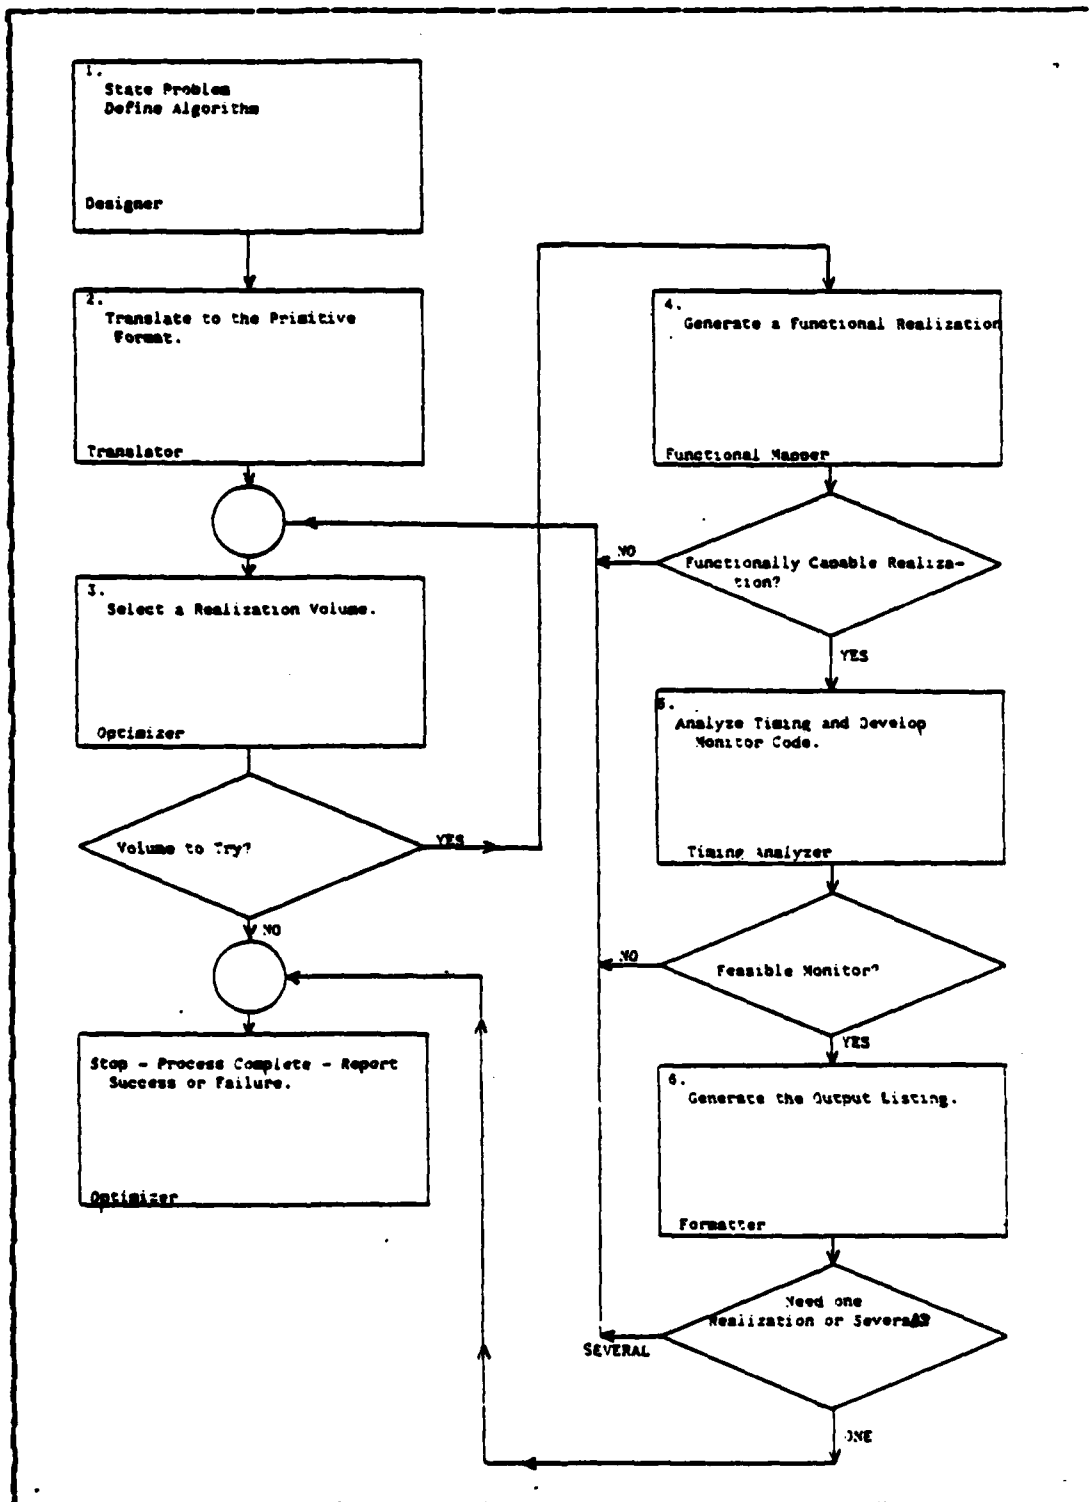 1.
State Problem
Define Algorithm
Designer
2.
Translate to the Primitive
Format.
Translator
3.
Select a Realization Volume.
Optimizer
Volume to Try?
YES
NO
Stop - Process Complete - Report
Success or Failure.
Optimizer
4.
Generate a Functional Realization
Functional Mapper
Functionally Capable Realiza-
tion?
NO
YES
5.
Analyze Timing and Develop
Monitor Code.
Timing Analyzer
Feasible Monitor?
NO
YES
6.
Generate the Output Listing.
Formatter
Need one
Realization or Several?
SEVERAL
ONE